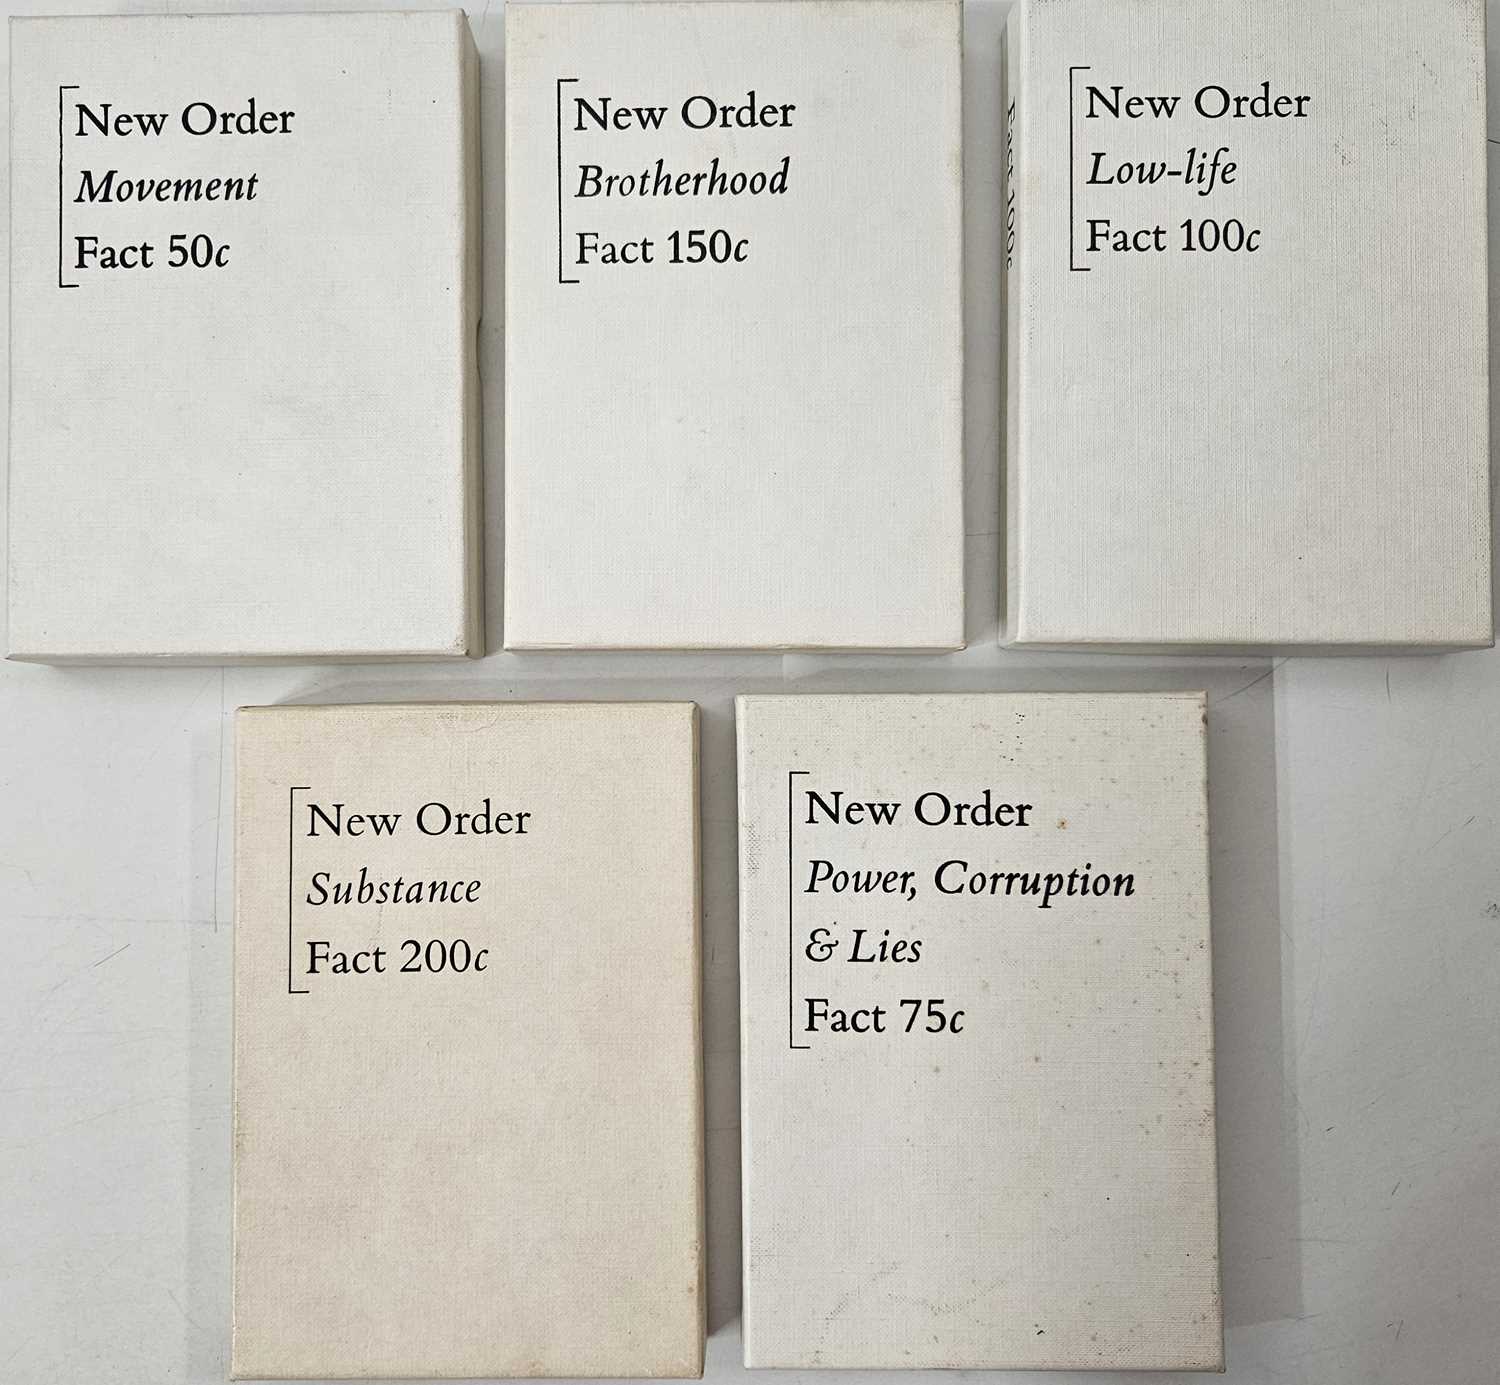 New Order
Movement
Fact 50c
New Order
Brotherhood
Fact 150c
Fact 100c
New Order
Low-life
Fact 100c
New Order
Substance
Fact 200c
New Order
Power, Corruption
& Lies
Fact 75c